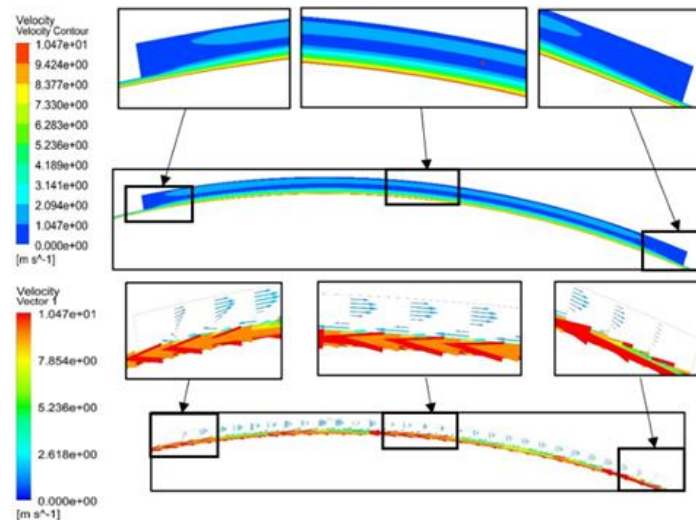 Velocity
Velocity Contour
1.047e+01
9.424e+00
8.377e+00
7.330e+00
6.283e+00
5.236e+00
4.189e+00
3.141e+00
2.094e+00
1.047e+00
0.000e+00
[m s^-1]
Velocity
Vector 1
1.047e+01
7.854e+00
5.236e+00
2.618e+00
0.000e+00
[m s^-1]